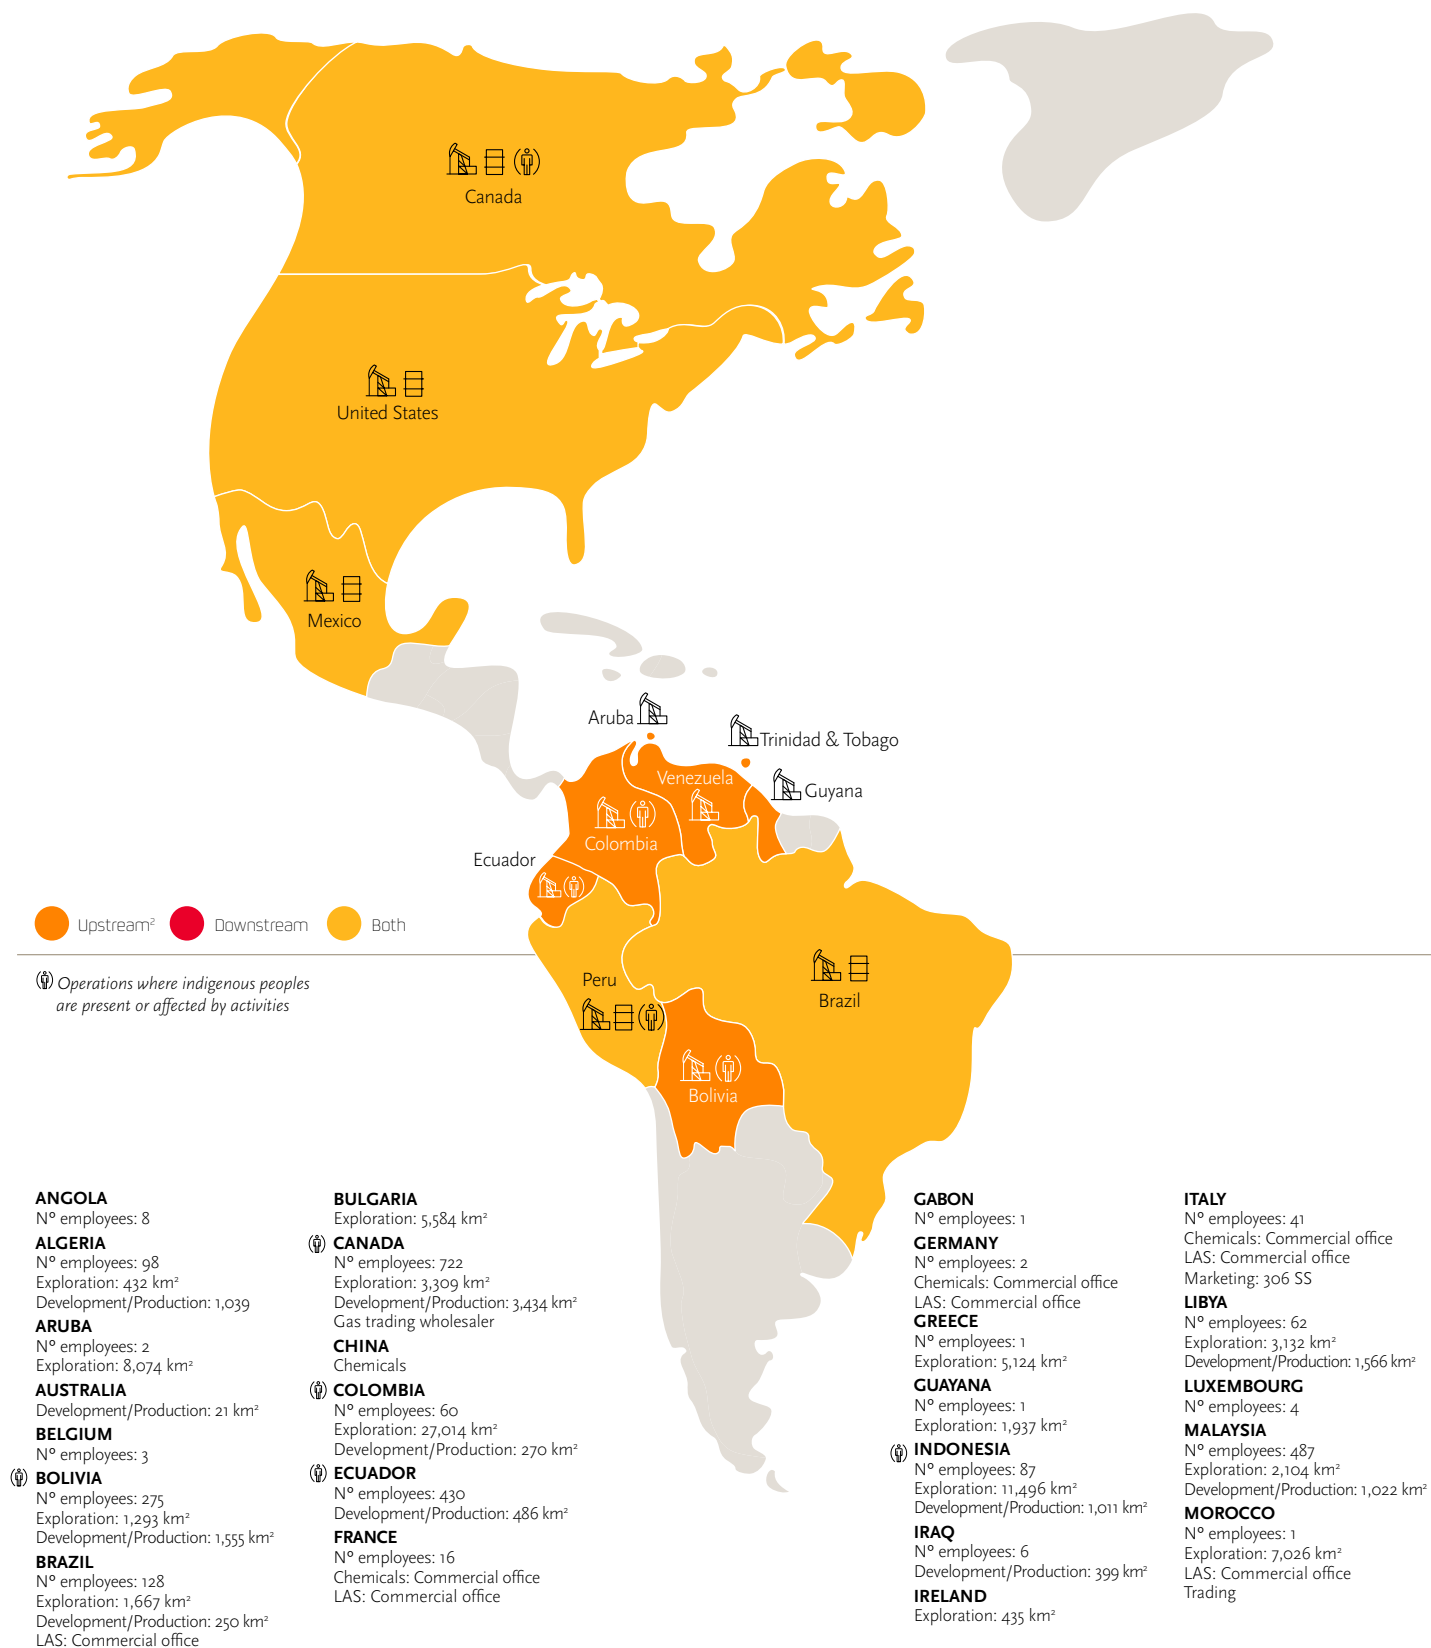 Canada
United States
Mexico
Aruba
Trinidad & Tobago
Venezuela
Guyana
Colombia
Ecuador
Upstream²
Downstream
Both
Operations where indigenous peoples
are present or affected by activities
Peru
Brazil
Bolivia
ANGOLA
Nº employees: 8
ALGERIA
Nº employees: 98
Exploration: 432 km²
Development/Production: 1,039
ARUBA
Nº employees: 2
Exploration: 8,074 km²
AUSTRALIA
Development/Production: 21 km²
BELGIUM
Nº employees: 3
BOLIVIA
Nº employees: 275
Exploration: 1,293 km²
Development/Production: 1,555 km²
BRAZIL
Nº employees: 128
Exploration: 1,667 km²
Development/Production: 250 km²
LAS: Commercial office
BULGARIA
Exploration: 5,584 km²
CANADA
Nº employees: 722
Exploration: 3,309 km²
Development/Production: 3,434 km²
Gas trading wholesaler
CHINA
Chemicals
COLOMBIA
Nº employees: 60
Exploration: 27,014 km²
Development/Production: 270 km²
ECUADOR
Nº employees: 430
Development/Production: 486 km²
FRANCE
Nº employees: 16
Chemicals: Commercial office
LAS: Commercial office
GABON
Nº employees: 1
GERMANY
Nº employees: 2
Chemicals: Commercial office
LAS: Commercial office
GREECE
Nº employees: 1
Exploration: 5,124 km²
GUAYANA
Nº employees: 1
Exploration: 1,937 km²
INDONESIA
Nº employees: 87
Exploration: 11,496 km²
Development/Production: 1,011 km²
IRAQ
Nº employees: 6
Development/Production: 399 km²
IRELAND
Exploration: 435 km²
ITALY
Nº employees: 41
Chemicals: Commercial office
LAS: Commercial office
Marketing: 306 SS
LIBYA
Nº employees: 62
Exploration: 3,132 km²
Development/Production: 1,566 km²
LUXEMBOURG
Nº employees: 4
MALAYSIA
Nº employees: 487
Exploration: 2,104 km²
Development/Production: 1,022 km²
MOROCCO
Nº employees: 1
Exploration: 7,026 km²
LAS: Commercial office
Trading